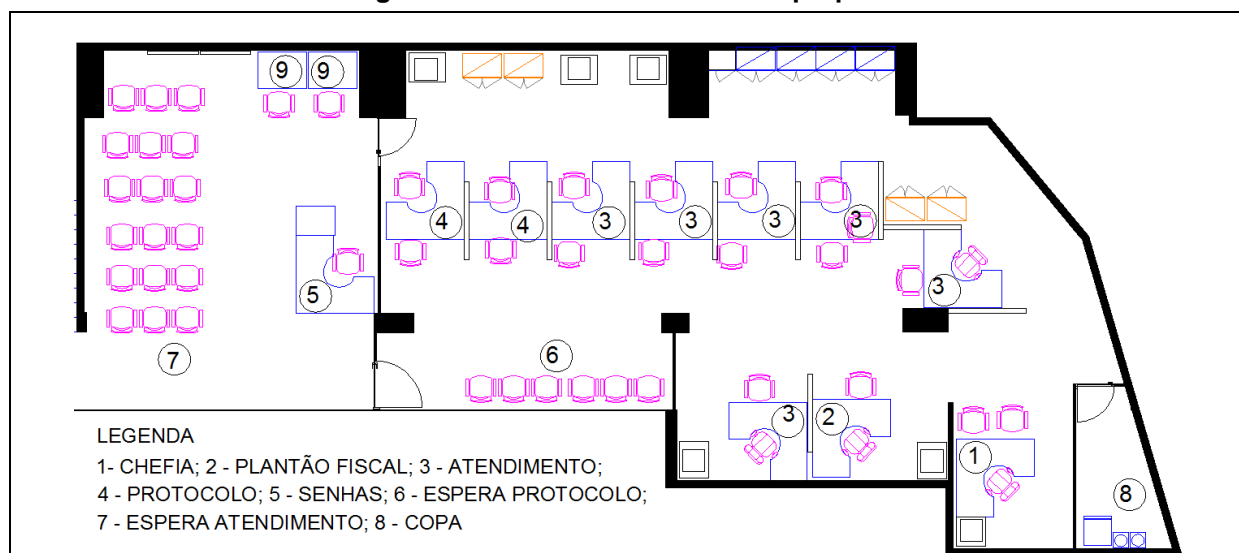 9 9
4 4 3 3 3 3
3
5
7
6
3 2
1
8
LEGENDA
1- CHEFIA; 2 - PLANTÃO FISCAL; 3 - ATENDIMENTO;
4 - PROTOCOLO; 5 - SENHAS; 6 - ESPERA PROTOCOLO;
7 - ESPERA ATENDIMENTO; 8 - COPA